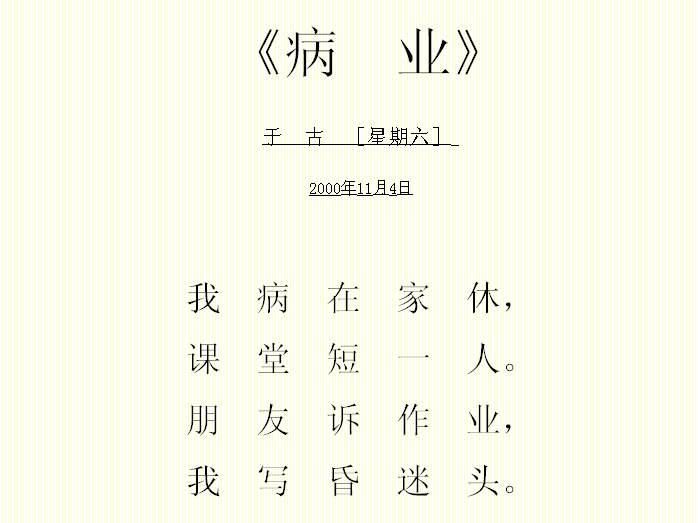 《病　业》
于　古　［星期六］
2000年11月4日
我　病　在　家　休，
课　堂　短　一　人。
朋　友　诉　作　业，
我　写　昏　迷　头。